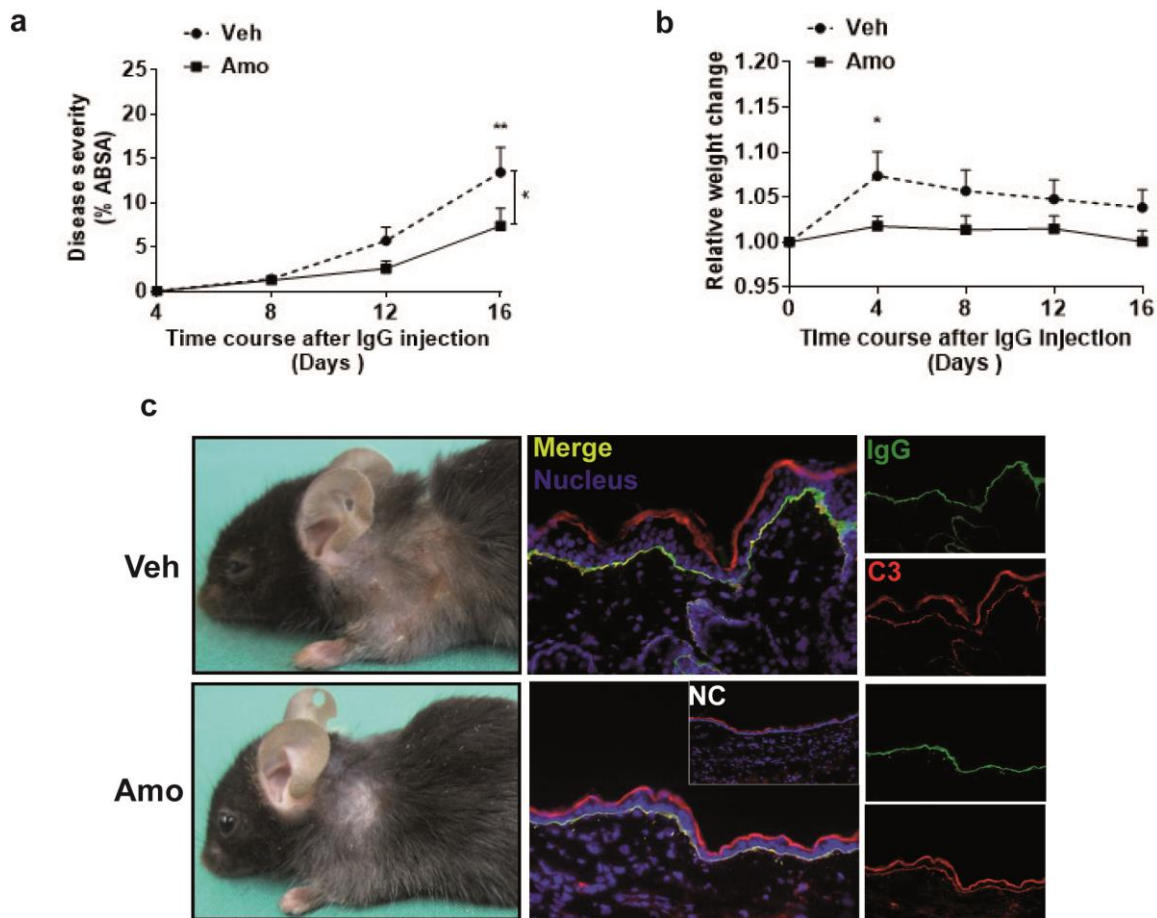 a
Veh
Amo
25
20
15
10
5
0
Disease severity
(% ABSA)
**
*
4 8 12 16
Time course after IgG injection
(Days )
b
Veh
Amo
1.20
1.15
1.10
1.05
1.00
0.95
Relative weight change
*
0 4 8 12 16
Time course after IgG Injection
(Days )
c
Veh
Merge
Nucleus
IgG
C3
Amo
NC